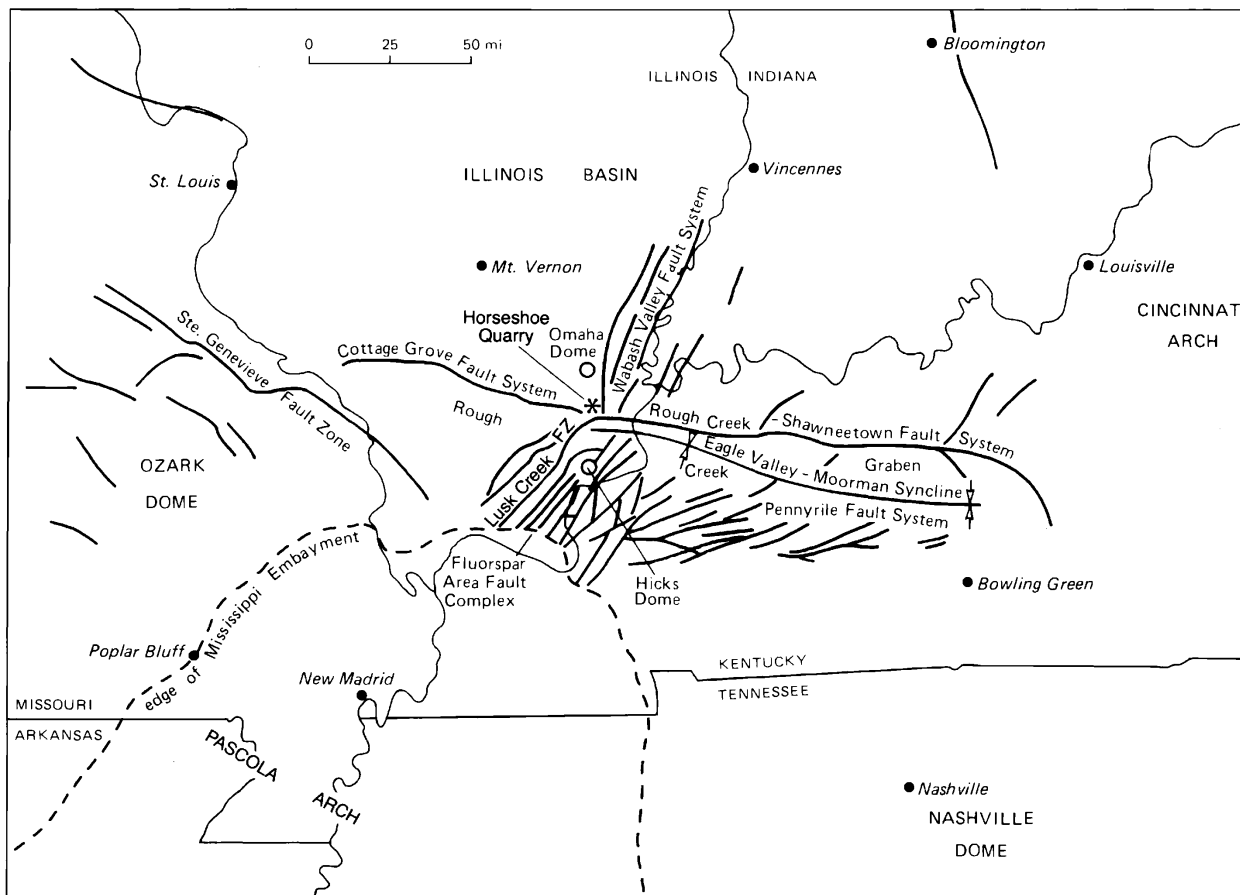 0 25 50 mi
Bloomington
ILLINOIS INDIANA
St. Louis
ILLINOIS BASIN
Vincennes
Wabash Valley Fault System
Mt. Vernon
Louisville
Horseshoe
Quarry
Omaha
Dome
CINCINNAT
ARCH
Ste. Genevieve
Fault Zone
Cottage Grove Fault System
Rough
Rough Creek - Shawneetown Fault System
Lusk Creek FZ
Eagle Valley - Moorman Syncline
Creek
Graben
OZARK
DOME
Pennyrile Fault System
edge of Mississippi Embayment
Fluorspar
Area Fault
Complex
Hicks
Dome
Bowling Green
Poplar Bluff
New Madrid
KENTUCKY
TENNESSEE
MISSOURI
ARKANSAS
PASCOLA
ARCH
Nashville
NASHVILLE
DOME